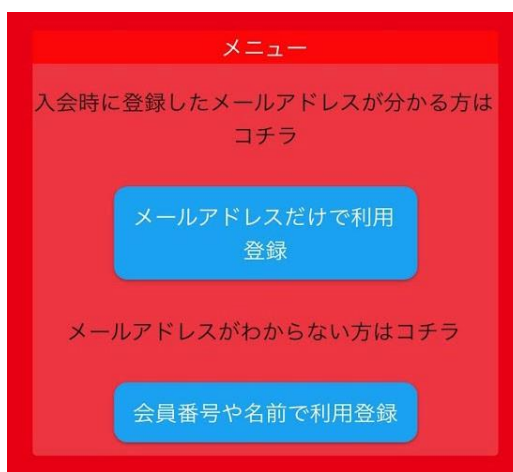 メニュー
入会時に登録したメールアドレスが分かる方は
コチラ
メールアドレスだけで利用
登録
メールアドレスがわからない方はコチラ
会員番号や名前で利用登録